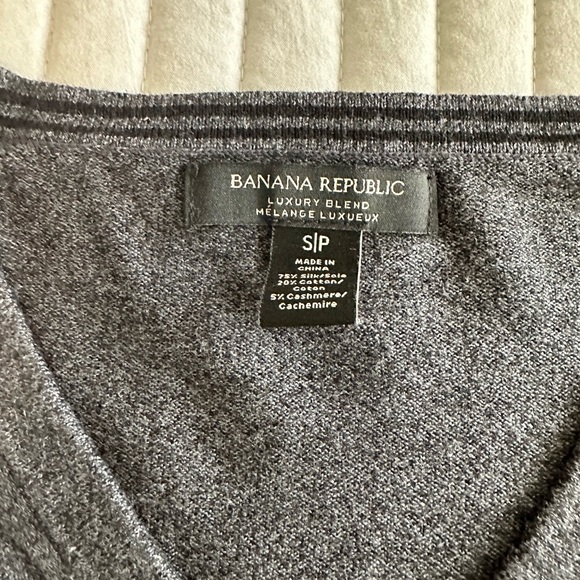 BANANA REPUBLIC
LUXURY BLEND
MÉLANGE LUXUEUX
S|P
MADE IN
CHINA
75% Silk/Soie
20% Cotton/
Coton
5% Cashmere/
Cachemire